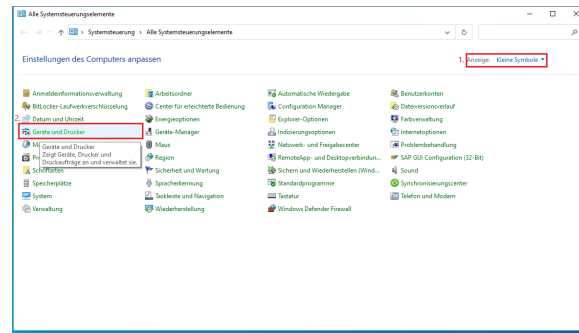 Alle Systemsteuerungselemente
Systemsteuerung › Alle Systemsteuerungselemente
Einstellungen des Computers anpassen
1. Anzeige: Kleine Symbole
Anmeldeinformationsverwaltung
Arbeitsordner
Automatische Wiedergabe
Benutzerkonten
BitLocker-Laufwerkverschlüsselung
Center für erleichterte Bedienung
Configuration Manager
Dateiversionsverlauf
2. Datum und Uhrzeit
Energieoptionen
Explorer-Optionen
Farbverwaltung
Geräte und Drucker
Geräte-Manager
Indizierungsoptionen
Internetoptionen
Maus
Netzwerk- und Freigabecenter
Problembehandlung
Geräte und Drucker
Zeigt Geräte, Drucker und
Druckaufträge an und verwaltet sie.
Region
RemoteApp- und Desktopverbindun...
SAP GUI Configuration (32-Bit)
Schriftarten
Sicherheit und Wartung
Sichern und Wiederherstellen (Wind...
Sound
Speicherplätze
Spracherkennung
Standardprogramme
Synchronisierungscenter
System
Taskleiste und Navigation
Tastatur
Telefon und Modem
Verwaltung
Wiederherstellung
Windows Defender Firewall